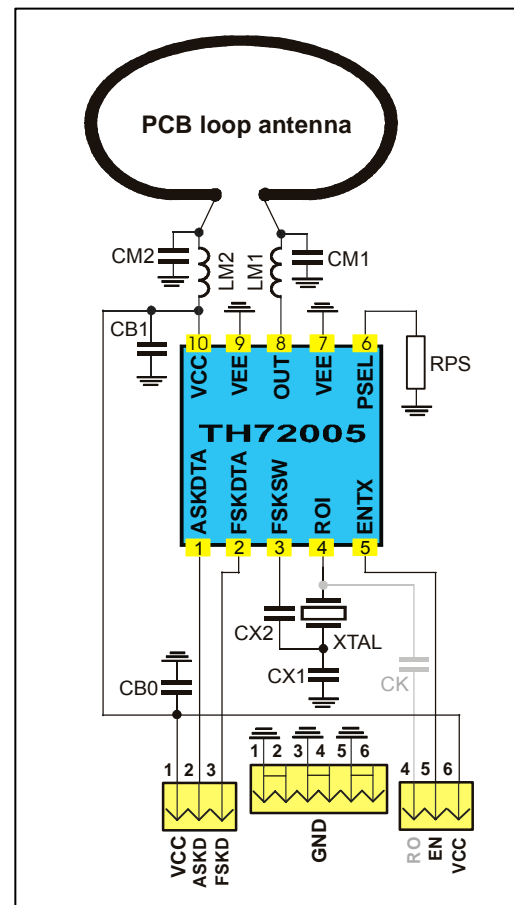 PCB loop antenna
CM2
LM2
LM1
CM1
CB1
10
9
8
7
6
VCC
VEE
OUT
VEE
PSEL
RPS
TH72005
ASKDTA
FSKDTA
FSKSW
ROI
ENTX
1
2
3
4
5
CX2
XTAL
CX1
CK
CB0
1 2 3
1 2 3 4 5 6
4 5 6
VCC
ASKD
FSKD
GND
RO
EN
VCC